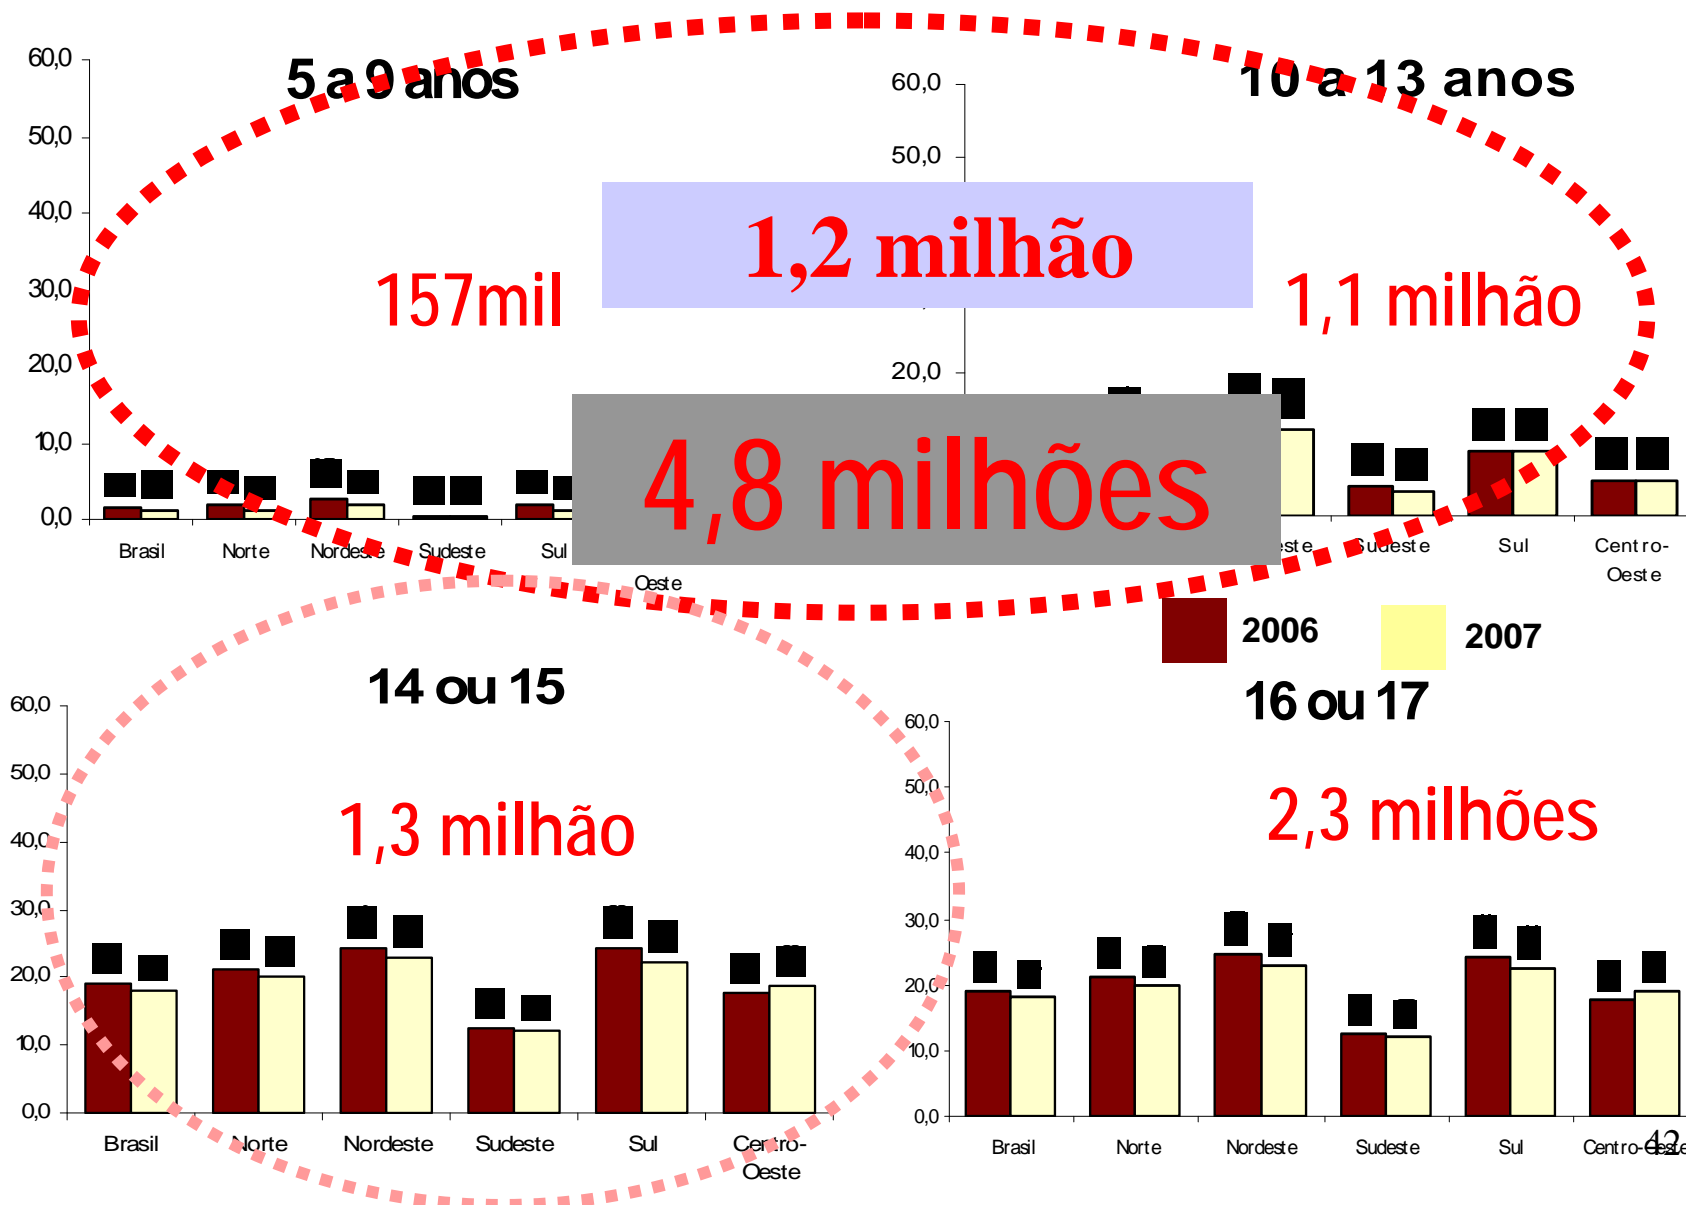 5 a 9 anos
60,0
50,0
40,0
30,0
20,0
10,0
0,0
157mil
Brasil
Norte
Nordeste
Sudeste
Sul
Oeste
10 a 13 anos
60,0
50,0
20,0
1,1 milhão
Sudeste
Sul
Centro-
Oeste
1,2 milhão
4,8 milhões
2006
2007
14 ou 15
60,0
50,0
40,0
30,0
20,0
10,0
0,0
1,3 milhão
Brasil
Norte
Nordeste
Sudeste
Sul
Centro-
Oeste
16 ou 17
60,0
50,0
40,0
30,0
20,0
10,0
0,0
2,3 milhões
Brasil
Norte
Nordeste
Sudeste
Sul
Centro-Oeste
42